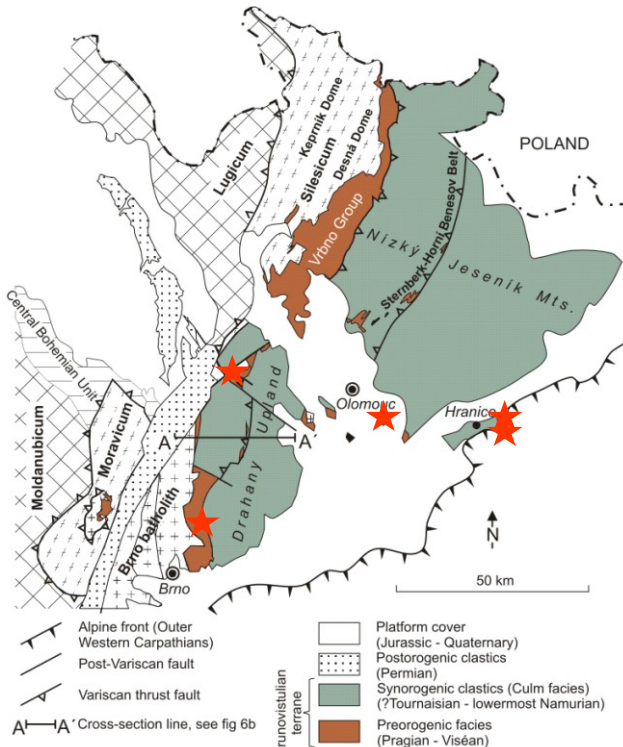 Lugicum
Keprník Dome
Silesicum
Desná Dome
Vrbno Group
POLAND
Nízký
Jeseník Mts.
Sternberk-Horní Benesov Belt
Central Bohemian Unit
Moldanubicum
Moravicum
Brno batholith
Drahany
Upland
Olomouc
Hranice
A
A´
Brno
N
50 km
Alpine front (Outer
Western Carpathians)
Post-Variscan fault
Variscan thrust fault
A A´ Cross-section line, see fig 6b
runovistulian
terrane
Platform cover
(Jurassic - Quaternary)
Postorogenic clastics
(Permian)
Synorogenic clastics (Culm facies)
(?Tournaisian - lowermost Namurian)
Preorogenic facies
(Pragian - Viséan)